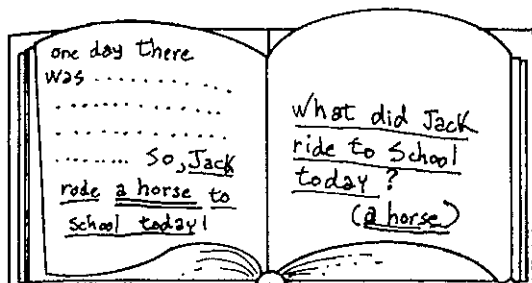 one day there
was ..........
..............
..............
......... So, Jack
rode a horse to
school today!
What did Jack
ride to School
today ?
(a horse)